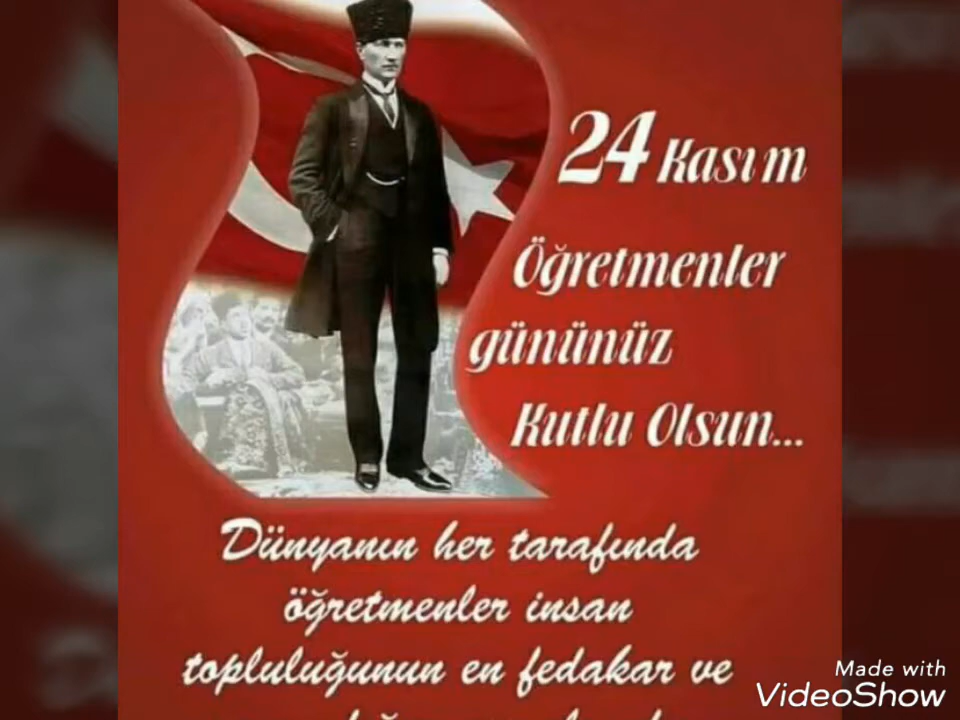 24 Kasım
Öğretmenler
gününüz
Kutlu Olsun...
Dünyanın her tarafında
öğretmenler insan
topluluğunun en fedakar ve
Made with
VideoShow